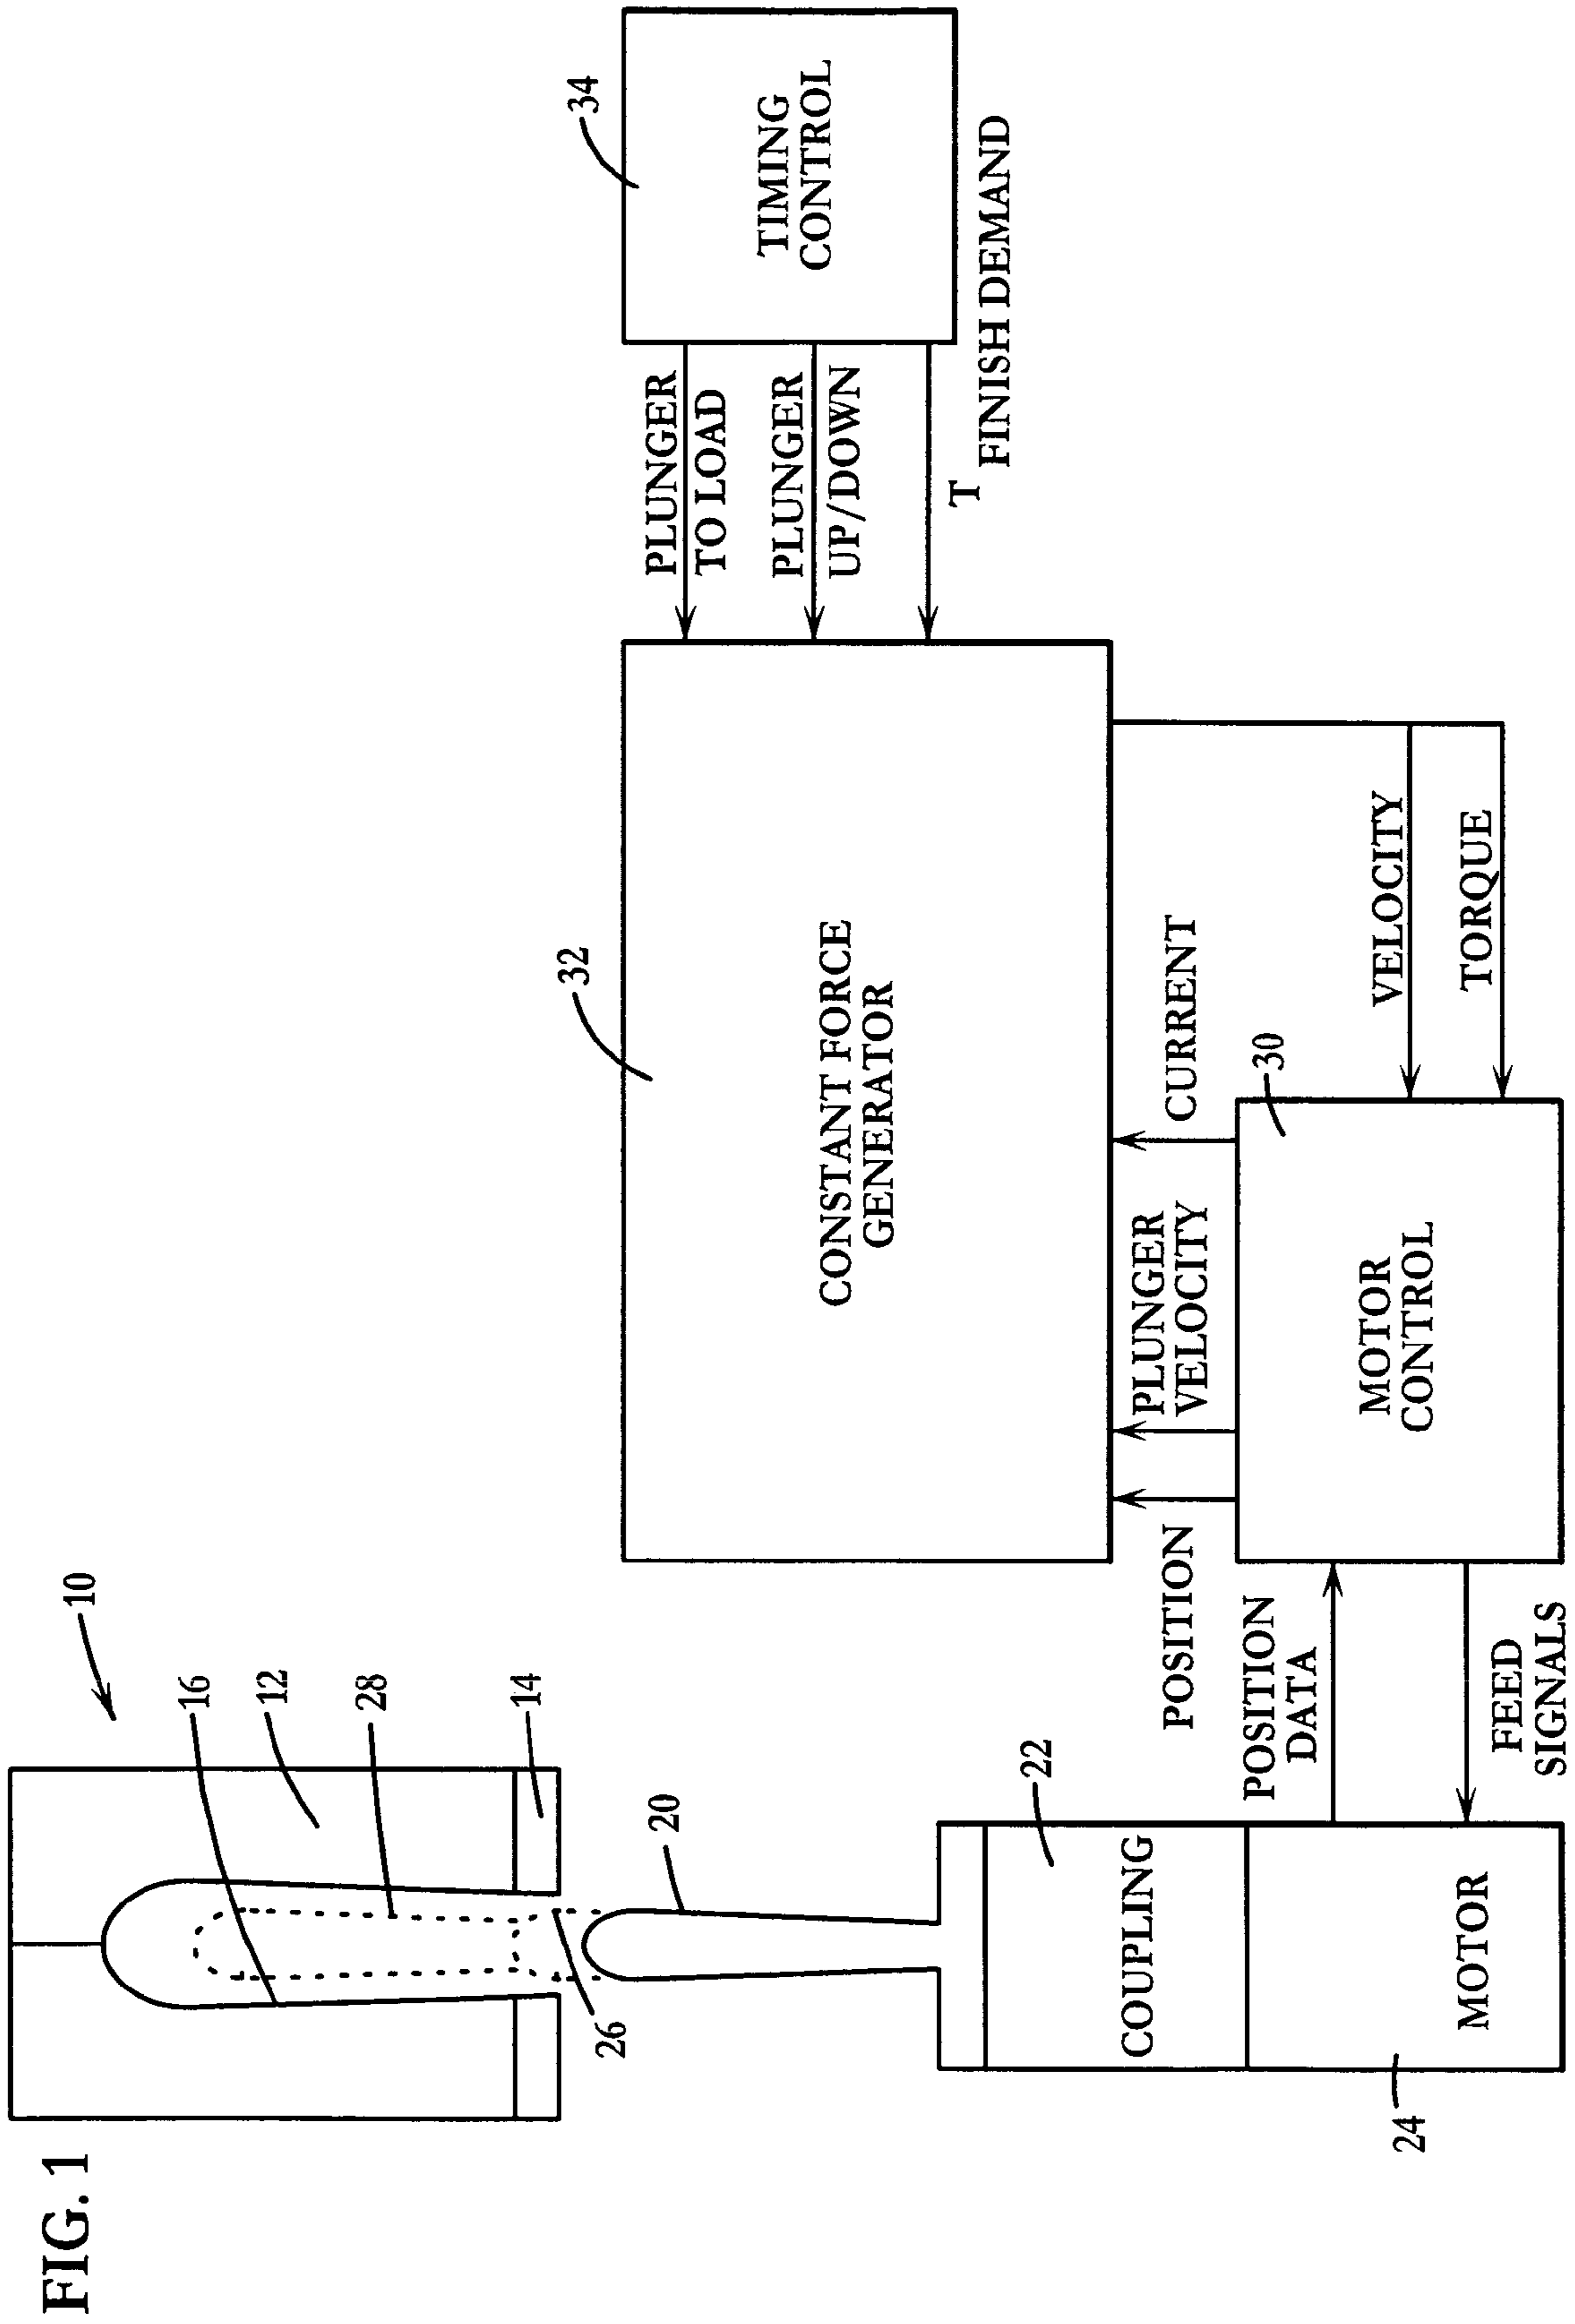 FIG. 1
10
16
12
28
14
20
26
22
COUPLING
MOTOR
24
POSITION
DATA
FEED
SIGNALS
POSITION
PLUNGER
VELOCITY
CURRENT
30
MOTOR
CONTROL
VELOCITY
TORQUE
32
CONSTANT FORCE
GENERATOR
PLUNGER
TO LOAD
PLUNGER
UP/DOWN
T
FINISH DEMAND
34
TIMING
CONTROL